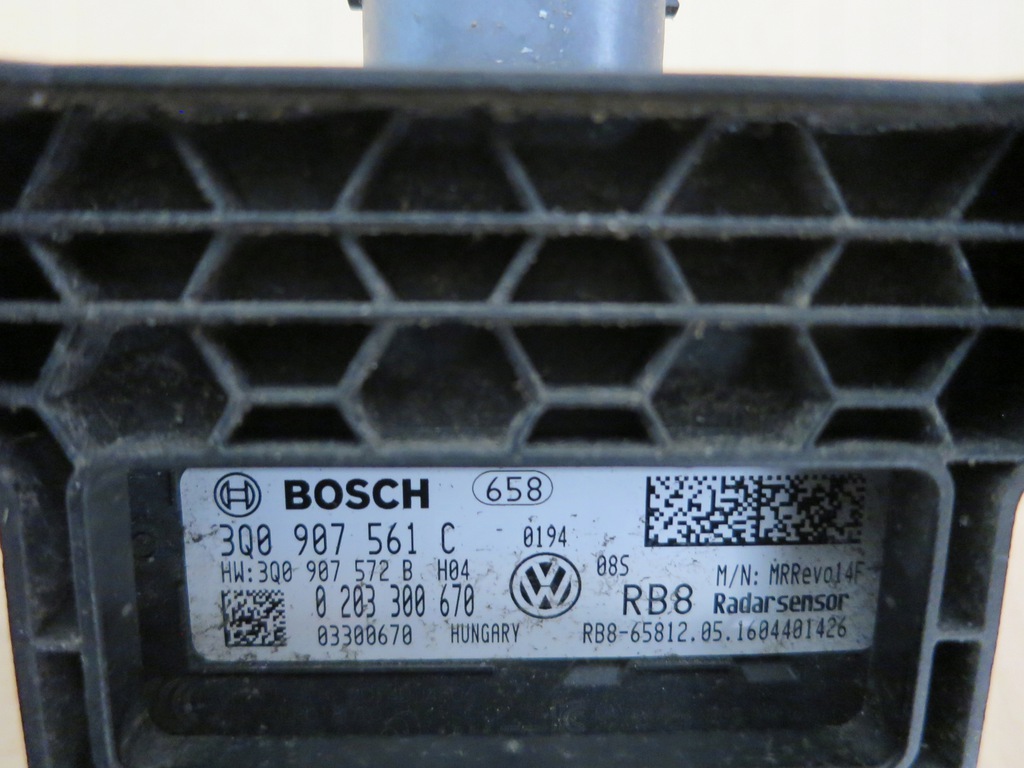 BOSCH 658
3Q0 907 561 C 0194
HW:3Q0 907 572 B H04 08S M/N: MRRevo14F
0 203 300 670 RB8 Radarsensor
03300670 HUNGARY RB8-65812.05.1604401426